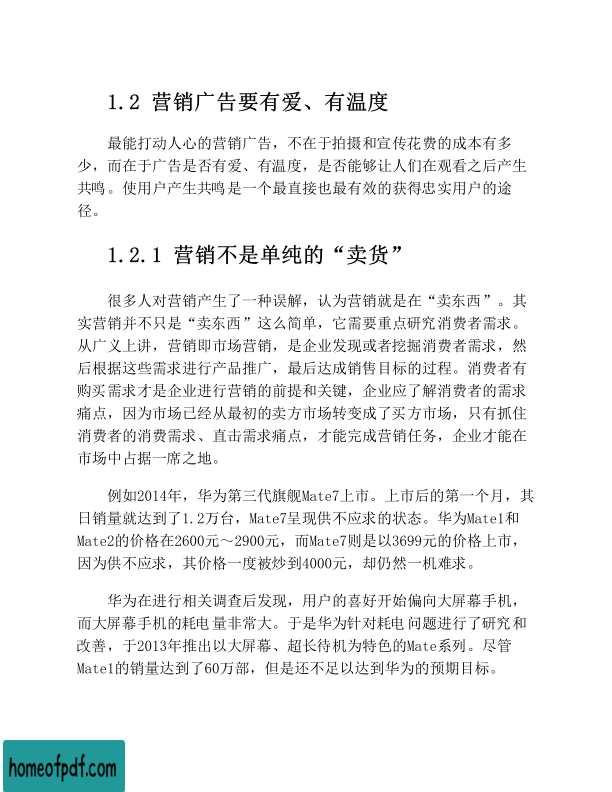 1.2 营销广告要有爱、有温度
最能打动人心的营销广告，不在于拍摄和宣传花费的成本有多
少，而在于广告是否有爱、有温度，是否能够让人们在观看之后产生
共鸣。使用户产生共鸣是一个最直接也最有效的获得忠实用户的途
径。
1.2.1 营销不是单纯的“卖货”
很多人对营销产生了一种误解，认为营销就是在“卖东西”。其
实营销并不只是“卖东西”这么简单，它需要重点研究消费者需求。
从广义上讲，营销即市场营销，是企业发现或者挖掘消费者需求，然
后根据这些需求进行产品推广，最后达成销售目标的过程。消费者有
购买需求才是企业进行营销的前提和关键，企业应了解消费者的需求
痛点，因为市场已经从最初的卖方市场转变成了买方市场，只有抓住
消费者的消费需求、直击需求痛点，才能完成营销任务，企业才能在
市场中占据一席之地。
例如2014年，华为第三代旗舰Mate7上市。上市后的第一个月，其
日销量就达到了1.2万台，Mate7呈现供不应求的状态。华为Mate1和
Mate2的价格在2600元～2900元，而Mate7则是以3699元的价格上市，
因为供不应求，其价格一度被炒到4000元，却仍然一机难求。
华为在进行相关调查后发现，用户的喜好开始偏向大屏幕手机，
而大屏幕手机的耗电量非常大。于是华为针对耗电问题进行了研究和
改善，于2013年推出以大屏幕、超长待机为特色的Mate系列。尽管
Mate1的销量达到了60万部，但是还不足以达到华为的预期目标。
homeofpdf.com